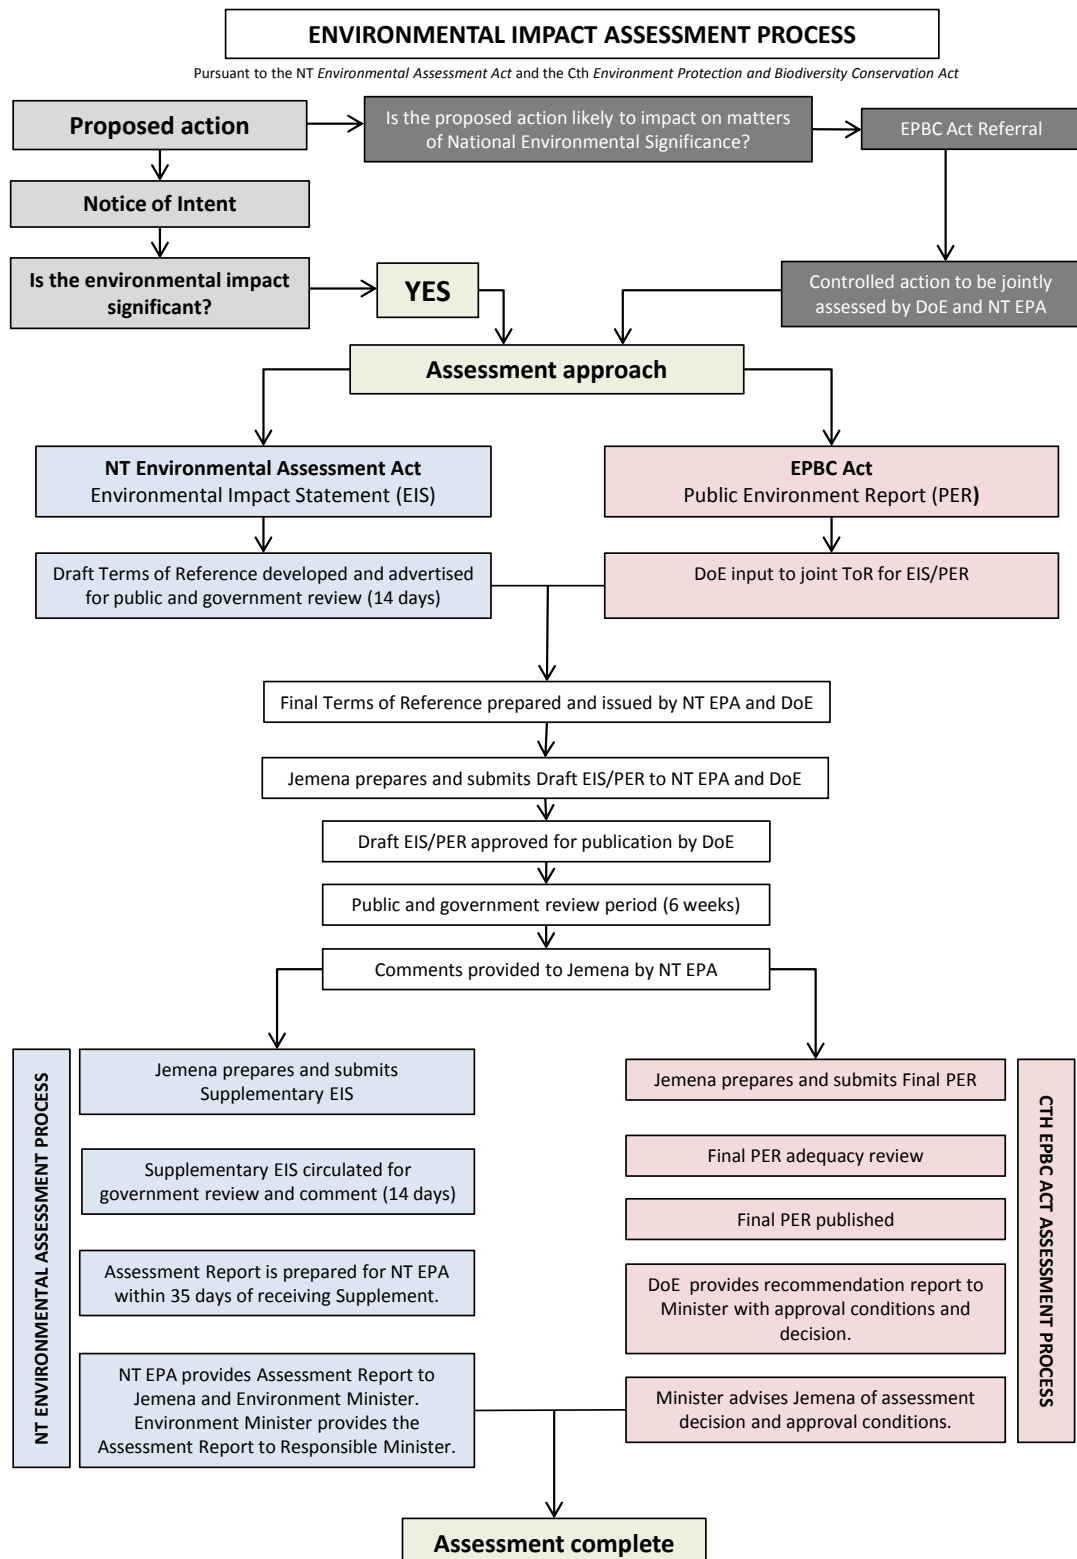 ENVIRONMENTAL IMPACT ASSESSMENT PROCESS
Pursuant to the NT Environmental Assessment Act and the Cth Environment Protection and Biodiversity Conservation Act
Proposed action
Is the proposed action likely to impact on matters
of National Environmental Significance?
EPBC Act Referral
Notice of Intent
Is the environmental impact
significant?
YES
Controlled action to be jointly
assessed by DoE and NT EPA
Assessment approach
NT Environmental Assessment Act
Environmental Impact Statement (EIS)
EPBC Act
Public Environment Report (PER)
Draft Terms of Reference developed and advertised
for public and government review (14 days)
DoE input to joint ToR for EIS/PER
Final Terms of Reference prepared and issued by NT EPA and DoE
Jemena prepares and submits Draft EIS/PER to NT EPA and DoE
Draft EIS/PER approved for publication by DoE
Public and government review period (6 weeks)
Comments provided to Jemena by NT EPA
NT ENVIRONMENTAL ASSESSMENT PROCESS
Jemena prepares and submits
Supplementary EIS
Supplementary EIS circulated for
government review and comment (14 days)
Assessment Report is prepared for NT EPA
within 35 days of receiving Supplement.
NT EPA provides Assessment Report to
Jemena and Environment Minister.
Environment Minister provides the
Assessment Report to Responsible Minister.
Jemena prepares and submits Final PER
Final PER adequacy review
Final PER published
DoE provides recommendation report to
Minister with approval conditions and
decision.
Minister advises Jemena of assessment
decision and approval conditions.
CTH EPBC ACT ASSESSMENT PROCESS
Assessment complete